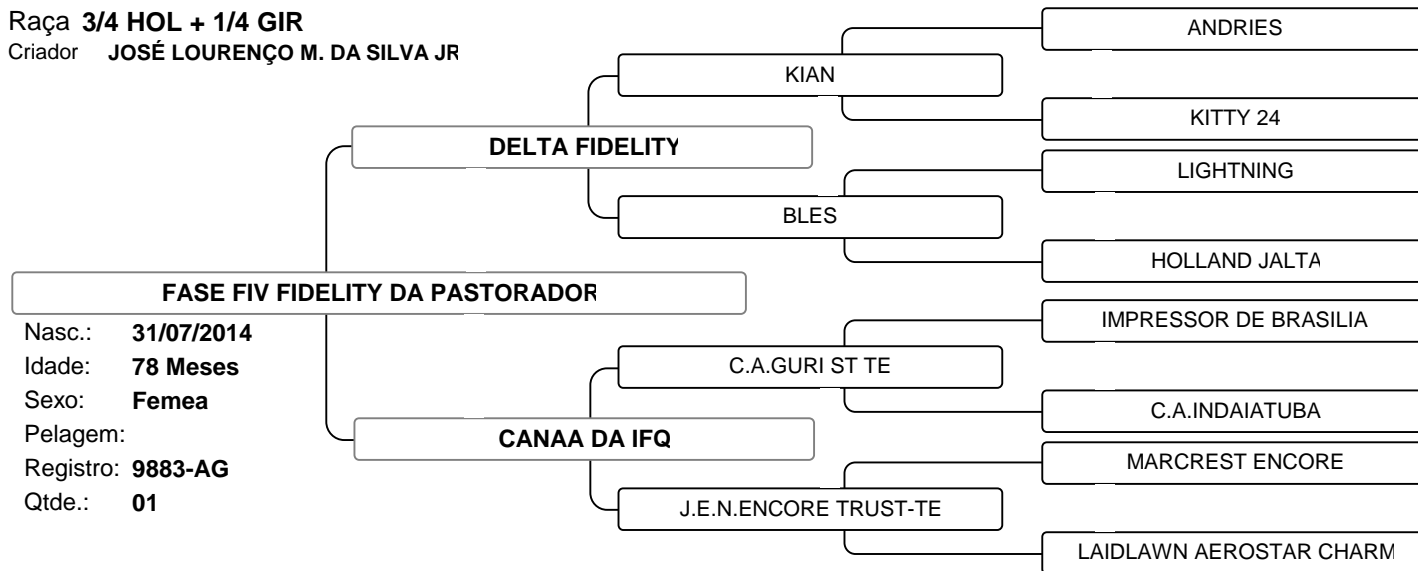 Raça 3/4 HOL + 1/4 GIR
Criador JOSÉ LOURENÇO M. DA SILVA JR
ANDRIES
KIAN
KITTY 24
DELTA FIDELITY
LIGHTNING
BLES
HOLLAND JALTA
FASE FIV FIDELITY DA PASTORADOR
IMPRESSOR DE BRASILIA
C.A.GURI ST TE
C.A.INDAIATUBA
CANAA DA IFQ
MARCREST ENCORE
J.E.N.ENCORE TRUST-TE
LAIDLAWN AEROSTAR CHARM
Nasc.: 31/07/2014
Idade: 78 Meses
Sexo: Femea
Pelagem:
Registro: 9883-AG
Qtde.: 01